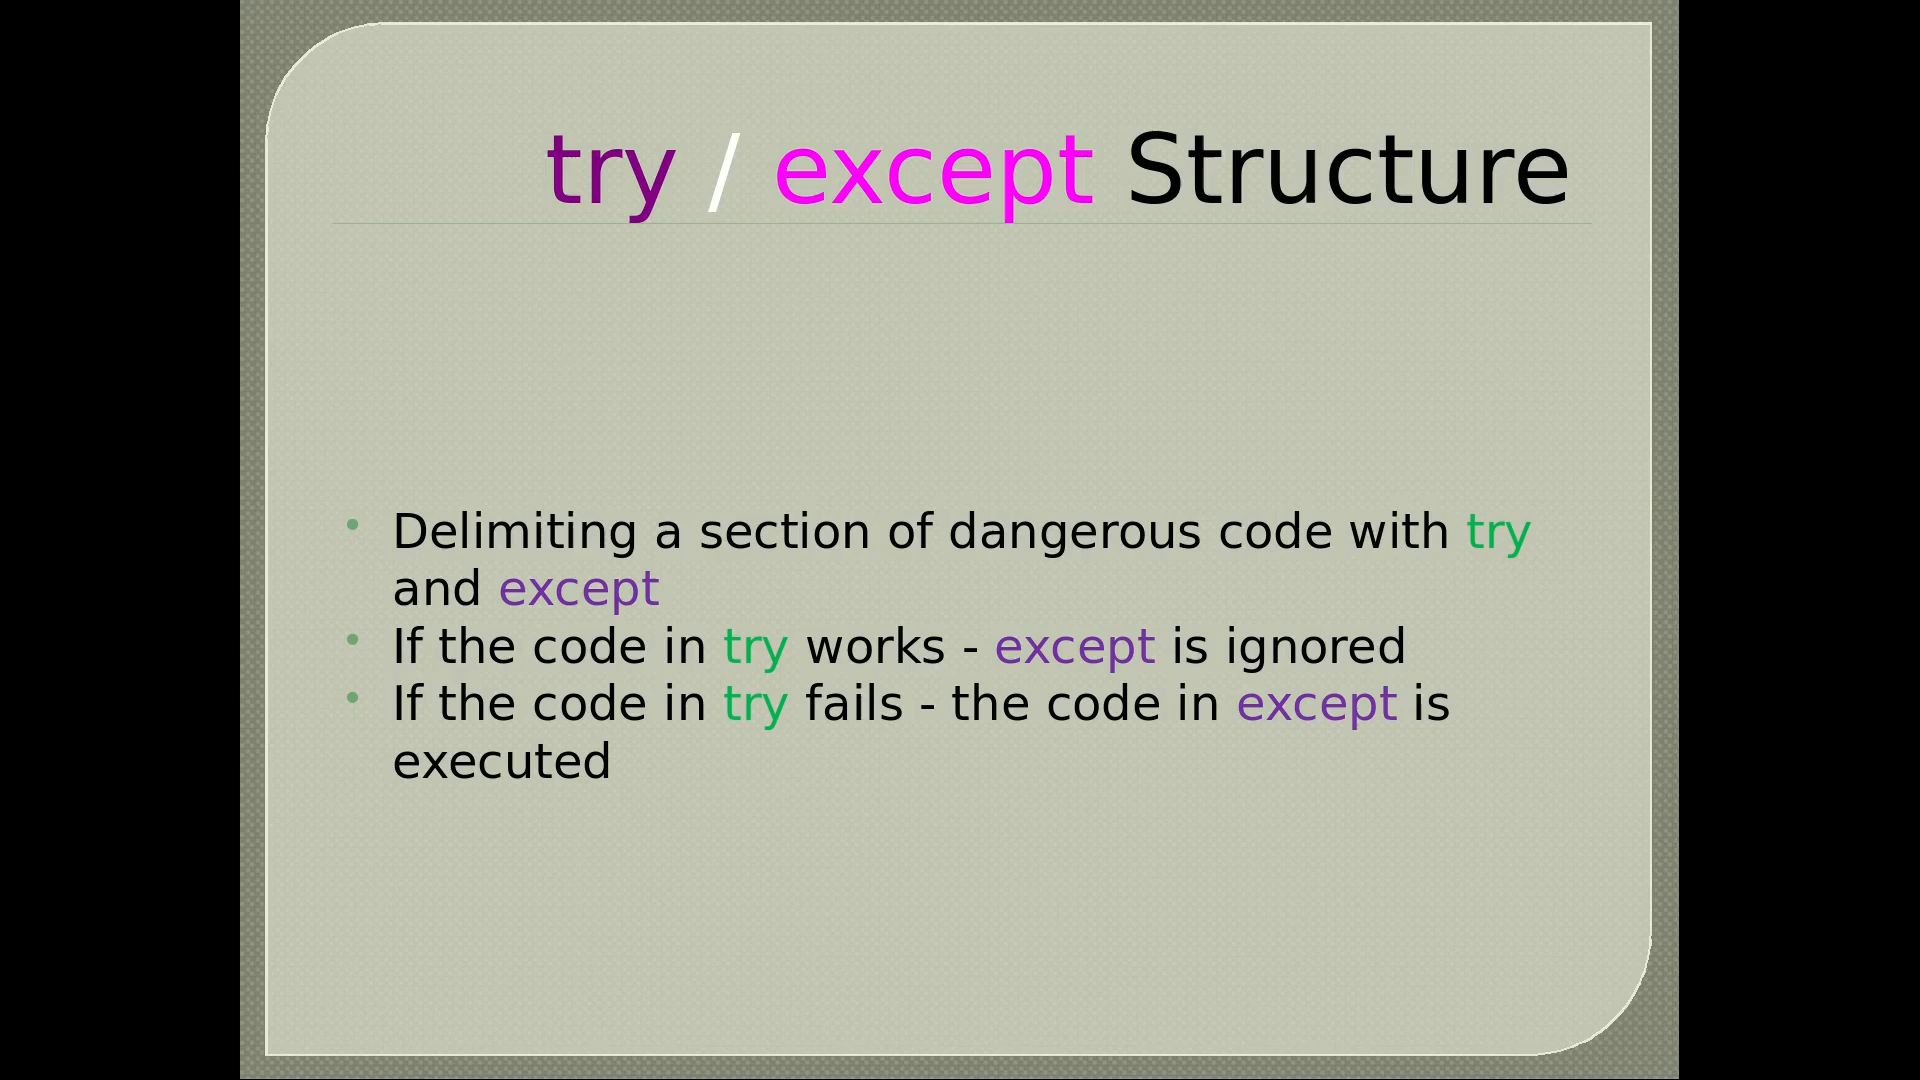 try / except Structure
• Delimiting a section of dangerous code with try
and except
• If the code in try works - except is ignored
• If the code in try fails - the code in except is
executed